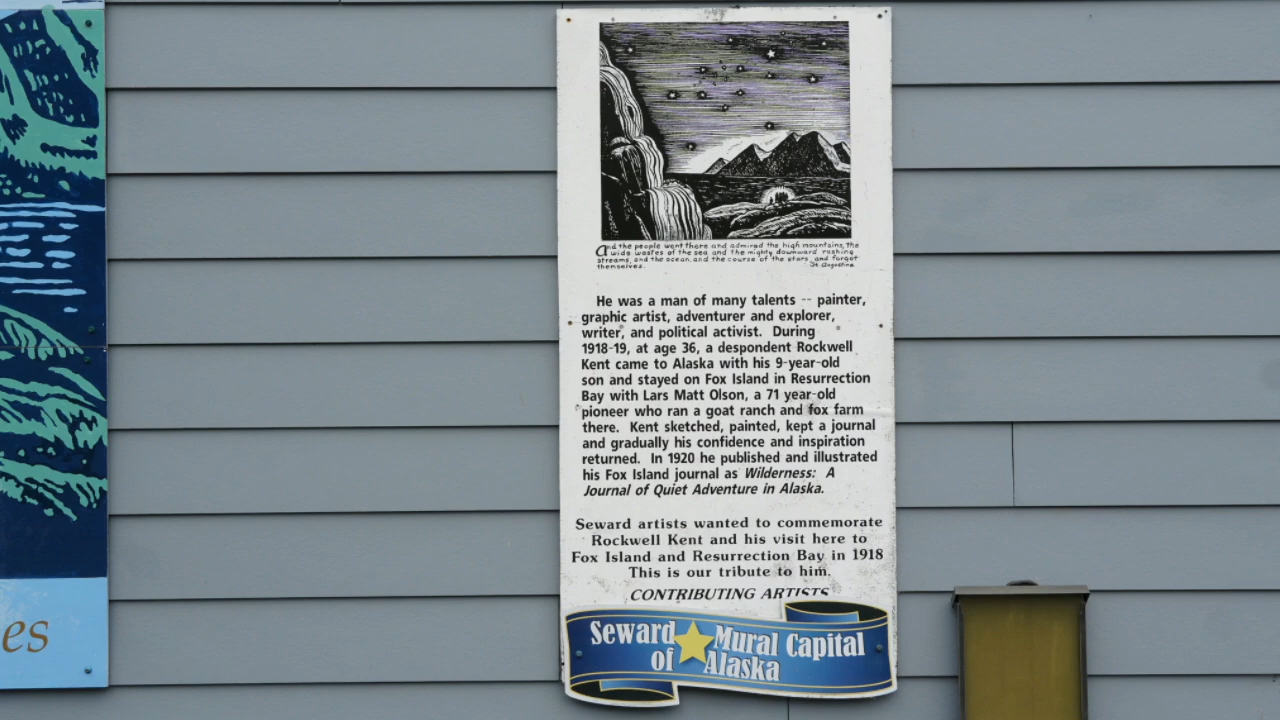 es
And the people went there and admired the high mountains, the
wide wastes of the sea and the mighty downward rushing
streams, and the ocean, and the course of the stars, and forgot
themselves. St. Augustine
He was a man of many talents -- painter,
graphic artist, adventurer and explorer,
writer, and political activist. During
1918-19, at age 36, a despondent Rockwell
Kent came to Alaska with his 9-year-old
son and stayed on Fox Island in Resurrection
Bay with Lars Matt Olson, a 71 year-old
pioneer who ran a goat ranch and fox farm
there. Kent sketched, painted, kept a journal
and gradually his confidence and inspiration
returned. In 1920 he published and illustrated
his Fox Island journal as Wilderness: A
Journal of Quiet Adventure in Alaska.
Seward artists wanted to commemorate
Rockwell Kent and his visit here to
Fox Island and Resurrection Bay in 1918
This is our tribute to him.
CONTRIBUTING ARTISTS
Seward Mural Capital
of Alaska